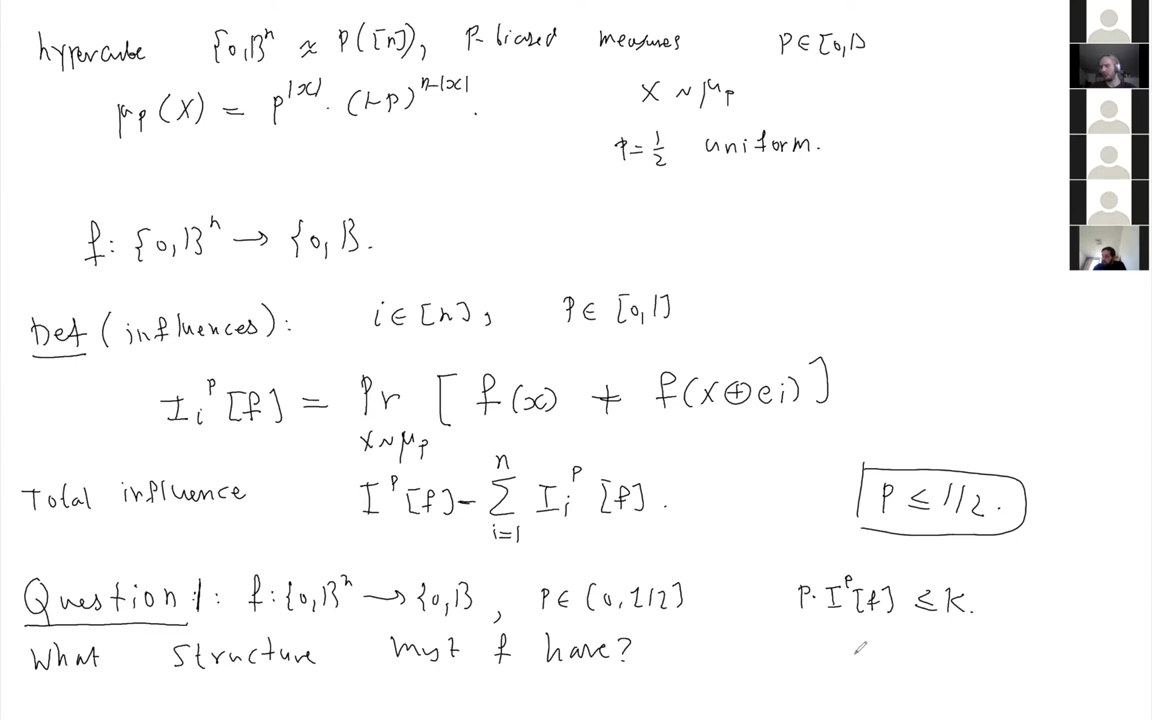 hypercube {0,1}^n ≈ P([n]), p-biased measures p∈[0,1]
μ_p(x) = p^{|x|} · (1-p)^{n-|x|}. x ~ μ_p
p = 1/2 uniform.
f: {0,1}^n → {0,1}.
Def (influences): i ∈ [n], p ∈ [0,1]
I_i^p [f] = Pr_{x~μ_p} [ f(x) ≠ f(x⊕e_i) ]
Total influence I^p [f] = ∑_{i=1}^n I_i^p [f]. p ≤ 1/2.
Question 1: f: {0,1}^n → {0,1}, p ∈ (0,1/2] p·I^p[f] ≤ K.
What structure must f have?